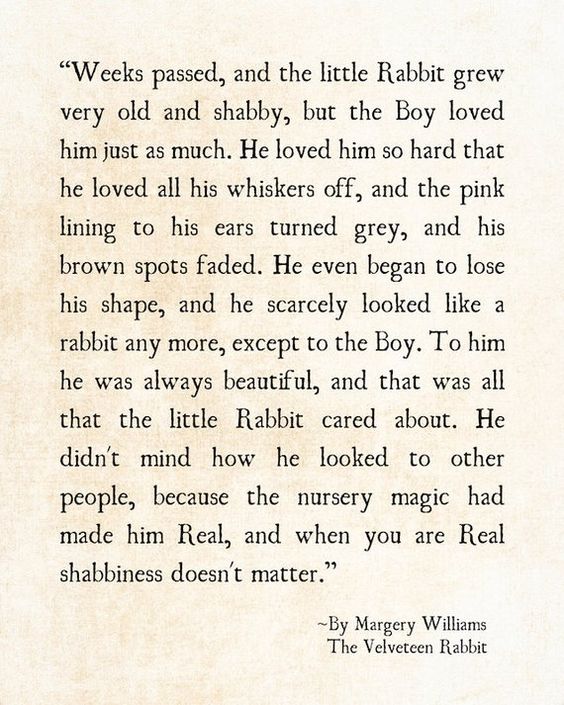 “Weeks passed, and the little Rabbit grew
very old and shabby, but the Boy loved
him just as much. He loved him so hard that
he loved all his whiskers off, and the pink
lining to his ears turned grey, and his
brown spots faded. He even began to lose
his shape, and he scarcely looked like a
rabbit any more, except to the Boy. To him
he was always beautiful, and that was all
that the little Rabbit cared about. He
didn't mind how he looked to other
people, because the nursery magic had
made him Real, and when you are Real
shabbiness doesn't matter.”
~By Margery Williams
The Velveteen Rabbit